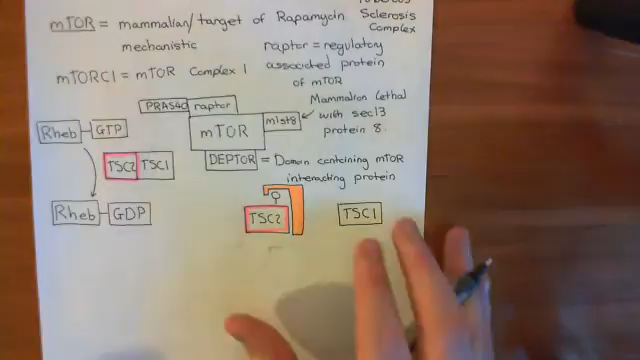 mTOR = mammalian/target of Rapamycin
mechanistic
Sclerosis
Complex
raptor = regulatory
associated protein
of mTOR
mTORC1 = mTOR Complex 1
PRAS40 raptor
mTOR
mlst8
Mammalian lethal
with sec13
protein 8.
Rheb GTP
TSC2 TSC1
DEPTOR = Domain containing mTOR
interacting protein
Rheb GDP
TSC2
TSC1